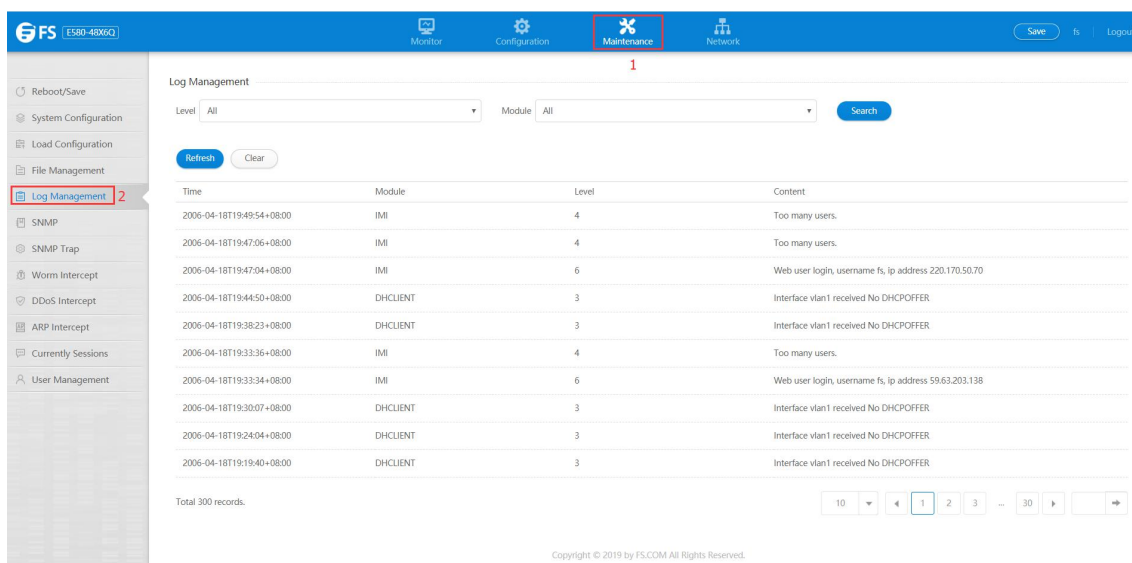 FS E580-48X6Q
Monitor
Configuration
Maintenance
Network
Save fs | Logou
1
Reboot/Save
System Configuration
Load Configuration
File Management
Log Management 2
SNMP
SNMP Trap
Worm Intercept
DDoS Intercept
ARP Intercept
Currently Sessions
User Management
Log Management
Level All Module All Search
Refresh Clear
Time Module Level Content
2006-04-18T19:49:54+08:00 IMI 4 Too many users.
2006-04-18T19:47:06+08:00 IMI 4 Too many users.
2006-04-18T19:47:04+08:00 IMI 6 Web user login, username fs, ip address 220.170.50.70
2006-04-18T19:44:50+08:00 DHCLIENT 3 Interface vlan1 received No DHCPOFFER
2006-04-18T19:38:23+08:00 DHCLIENT 3 Interface vlan1 received No DHCPOFFER
2006-04-18T19:33:36+08:00 IMI 4 Too many users.
2006-04-18T19:33:34+08:00 IMI 6 Web user login, username fs, ip address 59.63.203.138
2006-04-18T19:30:07+08:00 DHCLIENT 3 Interface vlan1 received No DHCPOFFER
2006-04-18T19:24:04+08:00 DHCLIENT 3 Interface vlan1 received No DHCPOFFER
2006-04-18T19:19:40+08:00 DHCLIENT 3 Interface vlan1 received No DHCPOFFER
Total 300 records.
10 1 2 3 ... 30
Copyright © 2019 by FS.COM All Rights Reserved.